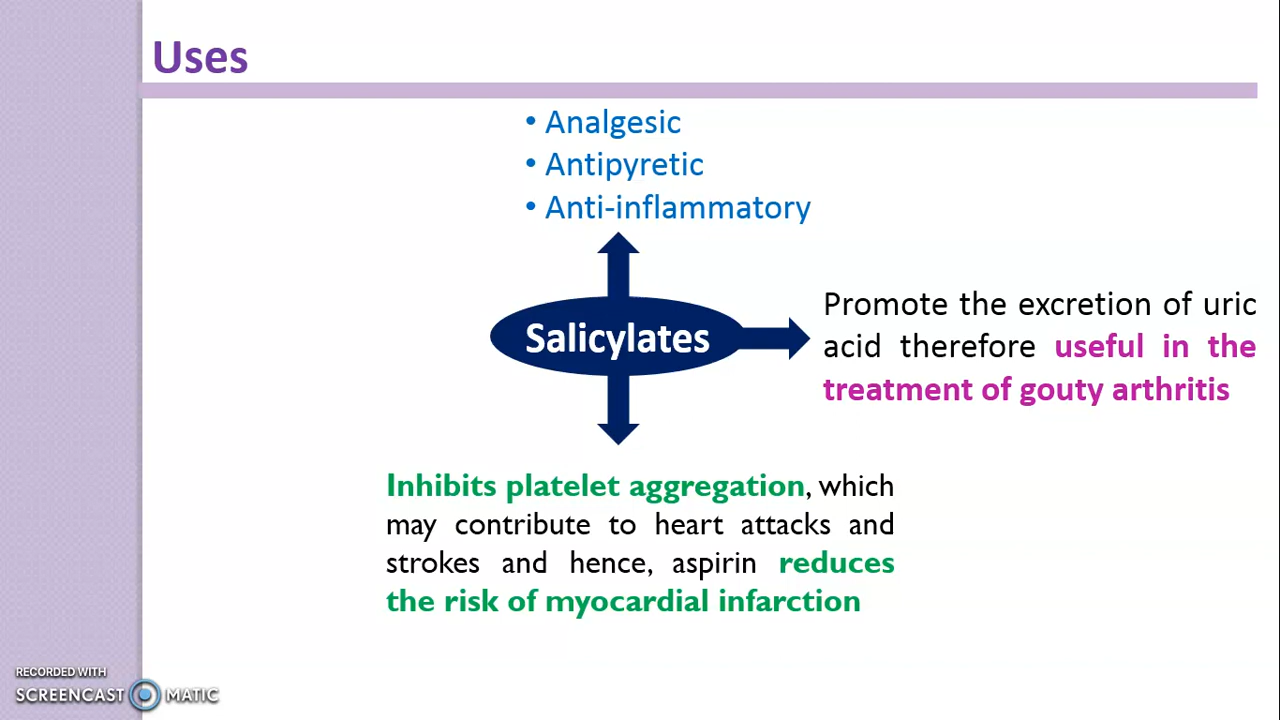 Uses
• Analgesic
• Antipyretic
• Anti-inflammatory
Salicylates
Promote the excretion of uric
acid therefore useful in the
treatment of gouty arthritis
Inhibits platelet aggregation, which
may contribute to heart attacks and
strokes and hence, aspirin reduces
the risk of myocardial infarction
RECORDED WITH
SCREENCAST MATIC